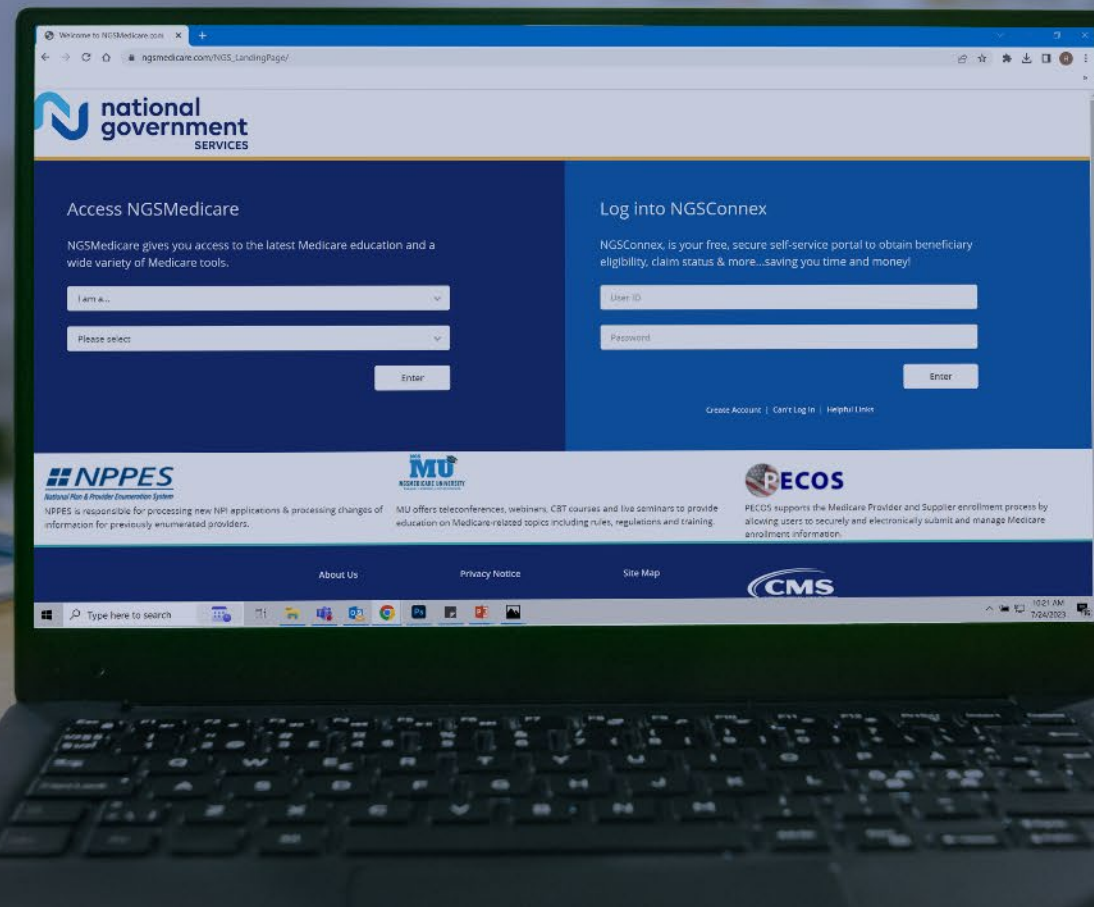 Welcome to NGSMedicare.com
ngsmedicare.com/NGS_LandingPage/
national
government
SERVICES
Access NGSMedicare
NGSMedicare gives you access to the latest Medicare education and a
wide variety of Medicare tools.
I am a...
Please select
Enter
Log into NGSConnex
NGSConnex, is your free, secure self-service portal to obtain beneficiary
eligibility, claim status & more...saving you time and money!
User ID
Password
Enter
Create Account | Can't Log In | Helpful Links
NPPES
National Plan & Provider Enumeration System
NPPES is responsible for processing new NPI applications & processing changes of
information for previously enumerated providers.
MU
NGSMEDICARE UNIVERSITY
MU offers teleconferences, webinars, CBT courses and live seminars to provide
education on Medicare-related topics including rules, regulations and training.
PECOS
PECOS supports the Medicare Provider and Supplier enrollment process by
allowing users to securely and electronically submit and manage Medicare
enrollment information.
About Us
Privacy Notice
Site Map
CMS
Type here to search
Ps
10:21 AM
7/24/2023